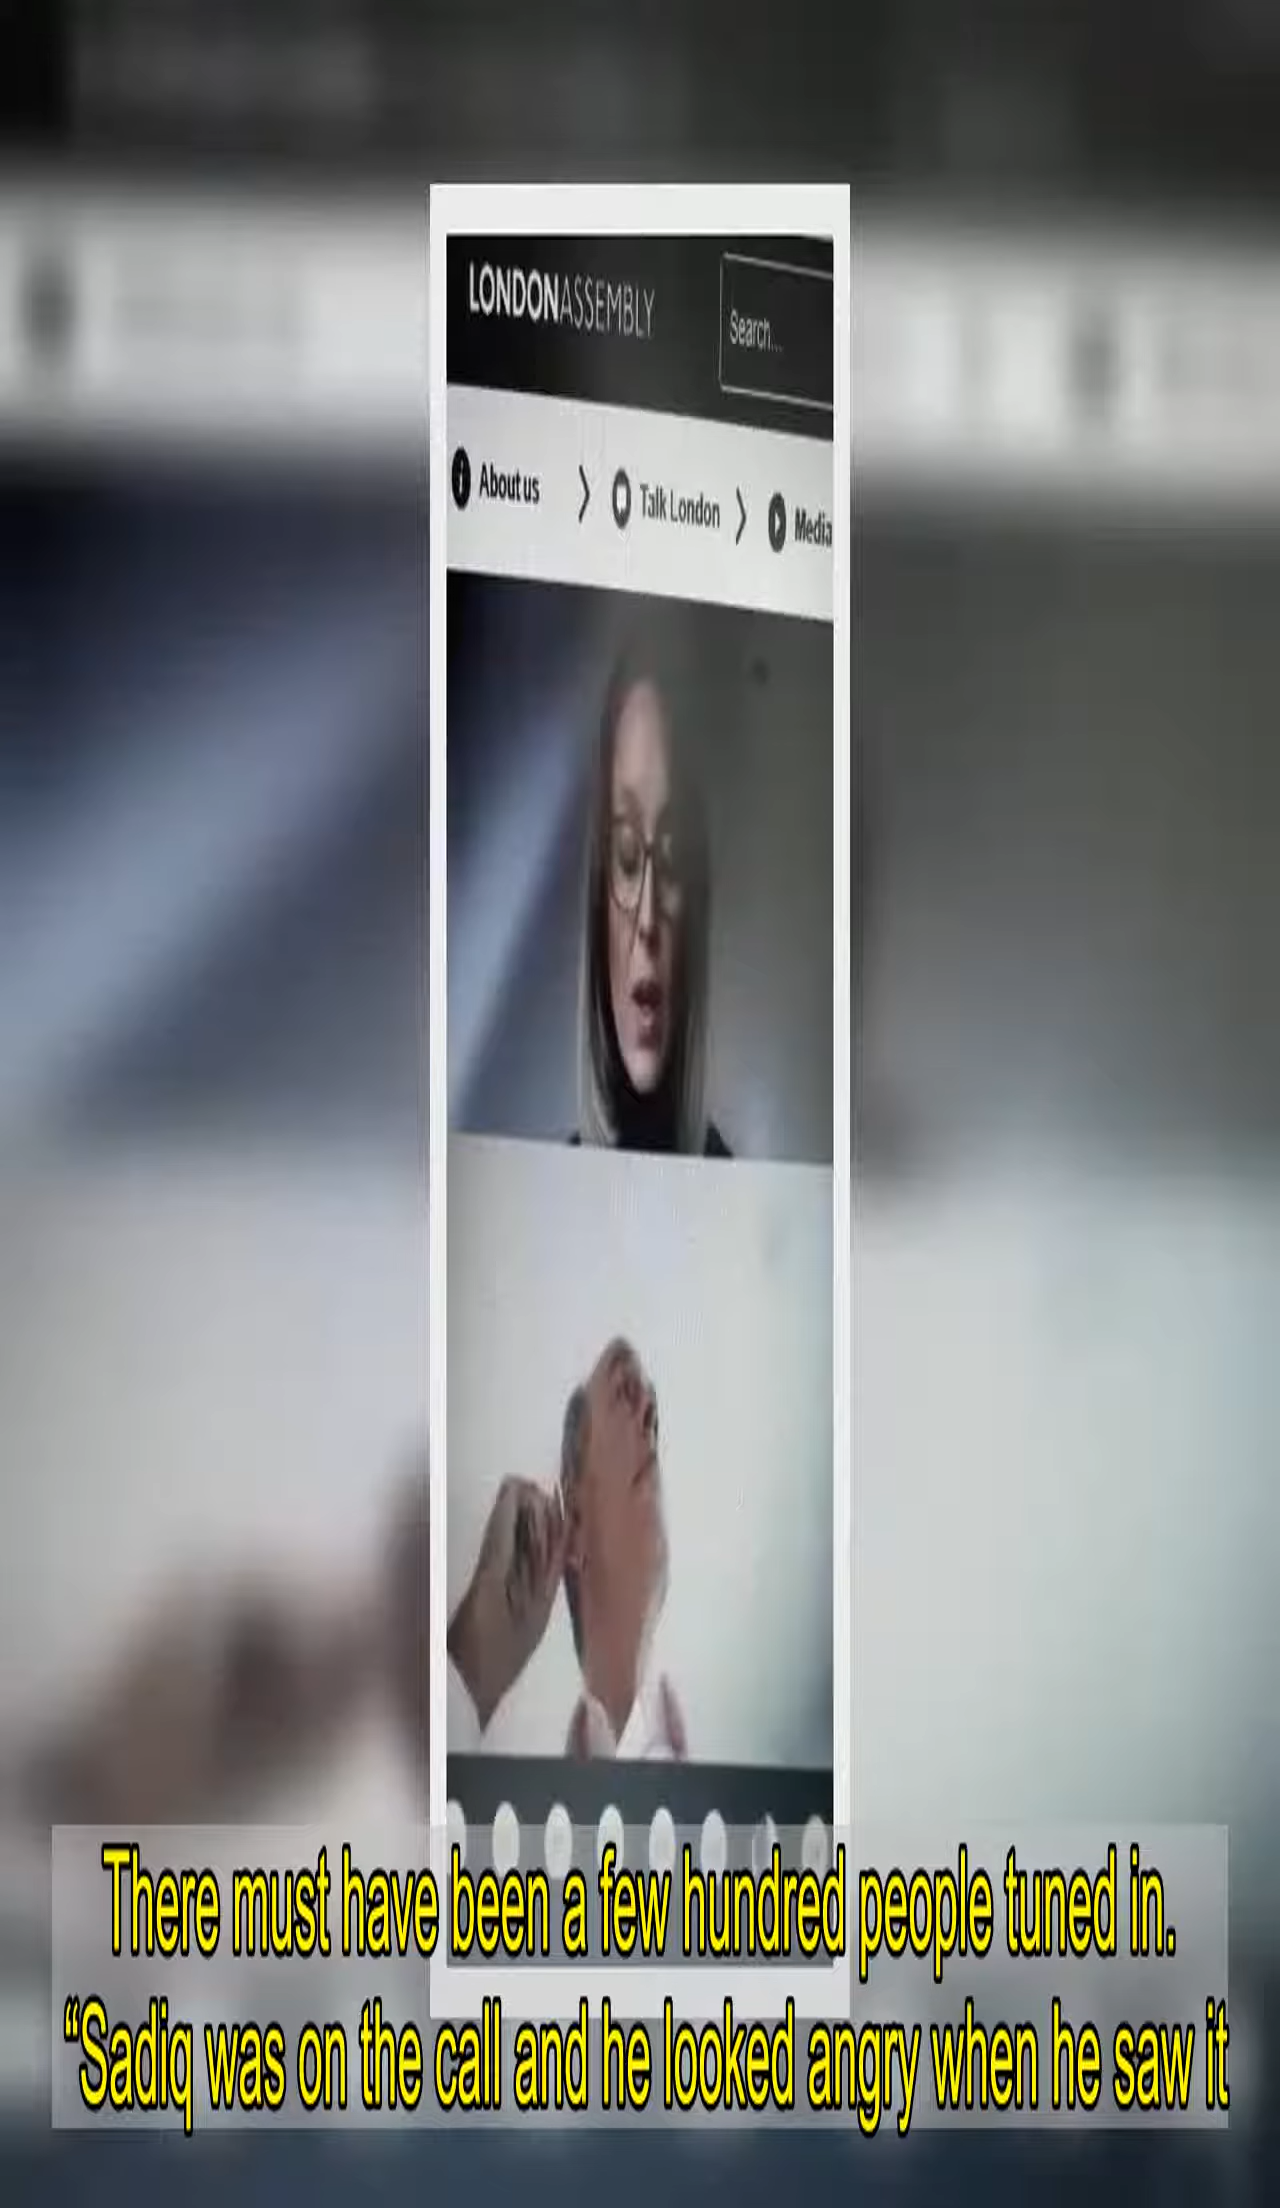 LONDONASSEMBLY
Search...
About us
Talk London
Media
There must have been a few hundred people tuned in.
“Sadiq was on the call and he looked angry when he saw it